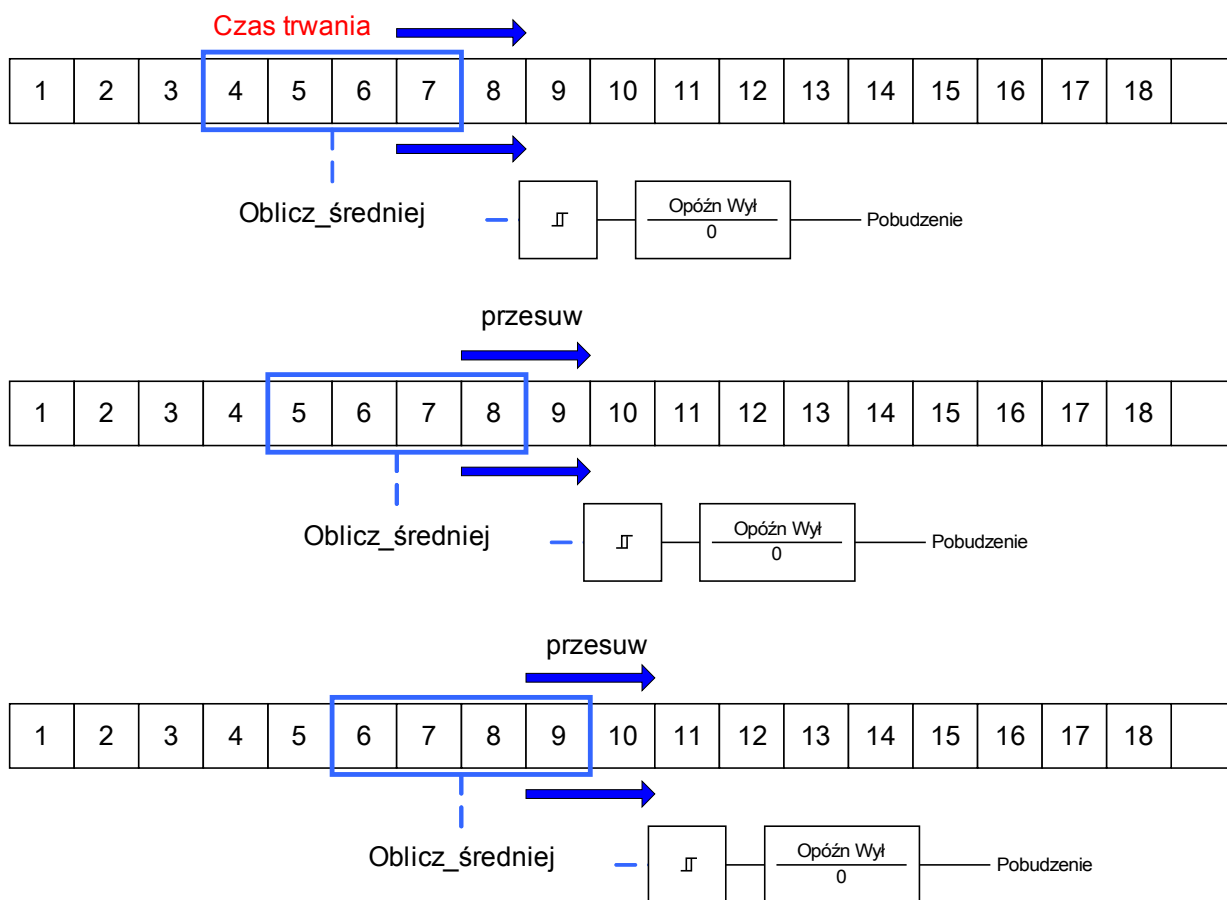 Czas trwania
1 2 3 4 5 6 7 8 9 10 11 12 13 14 15 16 17 18
Oblicz_średniej
Opóźn Wył
0
Pobudzenie
przesuw
1 2 3 4 5 6 7 8 9 10 11 12 13 14 15 16 17 18
Oblicz_średniej
Opóźn Wył
0
Pobudzenie
przesuw
1 2 3 4 5 6 7 8 9 10 11 12 13 14 15 16 17 18
Oblicz_średniej
Opóźn Wył
0
Pobudzenie